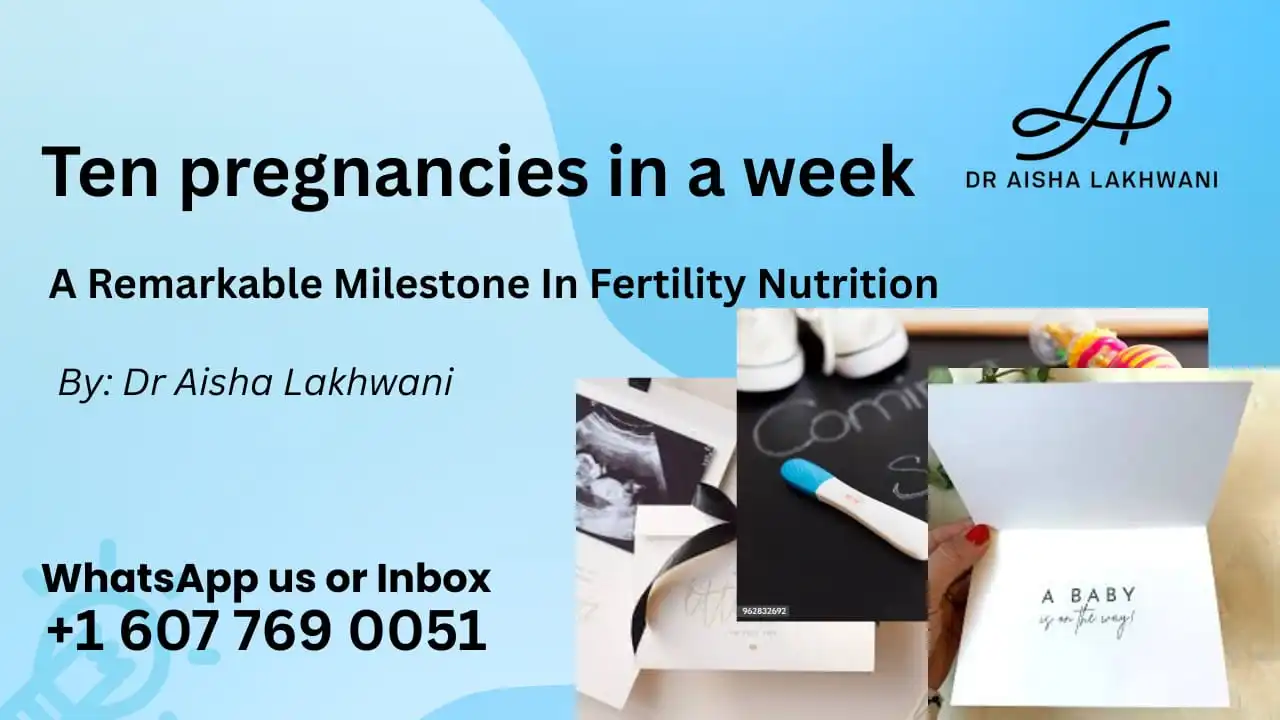 DR AISHA LAKHWANI
Ten pregnancies in a week
A Remarkable Milestone In Fertility Nutrition
By: Dr Aisha Lakhwani
Comin
S
962832692
A BABY
is on the way!
WhatsApp us or Inbox
+1 607 769 0051